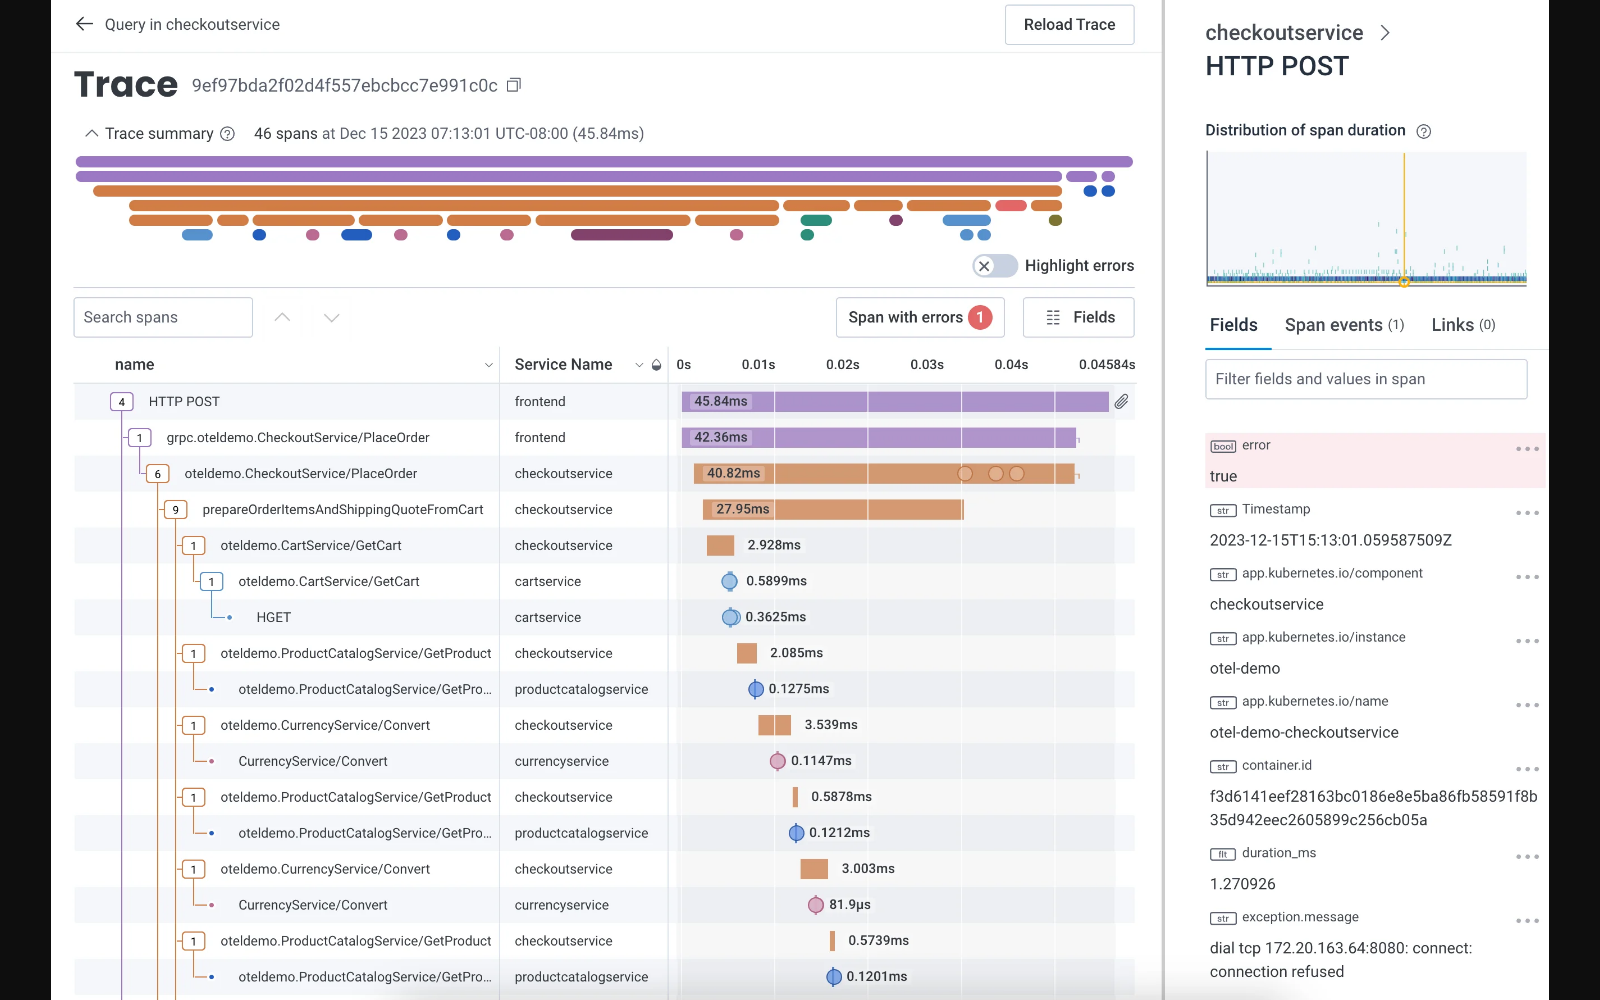 Query in checkoutservice
Reload Trace
Trace 9ef97bda2f02d4f557ebcbcc7e991c0c
Trace summary 46 spans at Dec 15 2023 07:13:01 UTC-08:00 (45.84ms)
Highlight errors
Search spans
Span with errors 1
Fields
name Service Name 0s 0.01s 0.02s 0.03s 0.04s 0.04584s
4 HTTP POST frontend 45.84ms
1 grpc.oteldemo.CheckoutService/PlaceOrder frontend 42.36ms
6 oteldemo.CheckoutService/PlaceOrder checkoutservice 40.82ms
9 prepareOrderItemsAndShippingQuoteFromCart checkoutservice 27.95ms
1 oteldemo.CartService/GetCart checkoutservice 2.928ms
1 oteldemo.CartService/GetCart cartservice 0.5899ms
HGET cartservice 0.3625ms
1 oteldemo.ProductCatalogService/GetProduct checkoutservice 2.085ms
oteldemo.ProductCatalogService/GetPro... productcatalogservice 0.1275ms
1 oteldemo.CurrencyService/Convert checkoutservice 3.539ms
CurrencyService/Convert currencyservice 0.1147ms
1 oteldemo.ProductCatalogService/GetProduct checkoutservice 0.5878ms
oteldemo.ProductCatalogService/GetPro... productcatalogservice 0.1212ms
1 oteldemo.CurrencyService/Convert checkoutservice 3.003ms
CurrencyService/Convert currencyservice 81.9μs
1 oteldemo.ProductCatalogService/GetProduct checkoutservice 0.5739ms
oteldemo.ProductCatalogService/GetPro... productcatalogservice 0.1201ms
checkoutservice
HTTP POST
Distribution of span duration
Fields Span events (1) Links (0)
Filter fields and values in span
bool error
true
str Timestamp
2023-12-15T15:13:01.059587509Z
str app.kubernetes.io/component
checkoutservice
str app.kubernetes.io/instance
otel-demo
str app.kubernetes.io/name
otel-demo-checkoutservice
str container.id
f3d6141eef28163bc0186e8e5ba86fb58591f8b
35d942eec2605899c256cb05a
flt duration_ms
1.270926
str exception.message
dial tcp 172.20.163.64:8080: connect:
connection refused